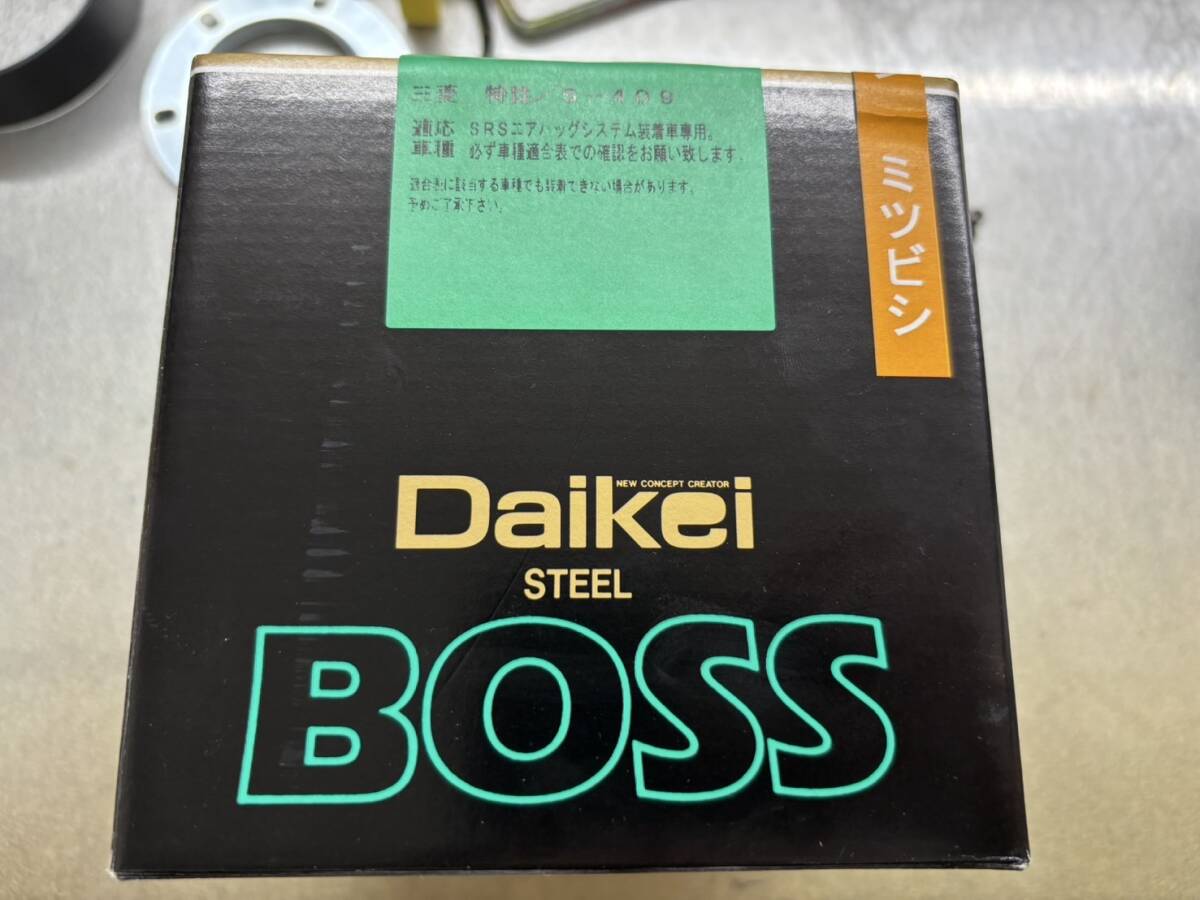 三菱 特注/S-409
適応 SRSエアバッグシステム装着車専用。
車種 必ず車種適合表での確認をお願い致します。
適合表に該当する車種でも装着できない場合があります。
予めご了承下さい。
ミツビシ
NEW CONCEPT CREATOR
Daikei
STEEL
BOSS